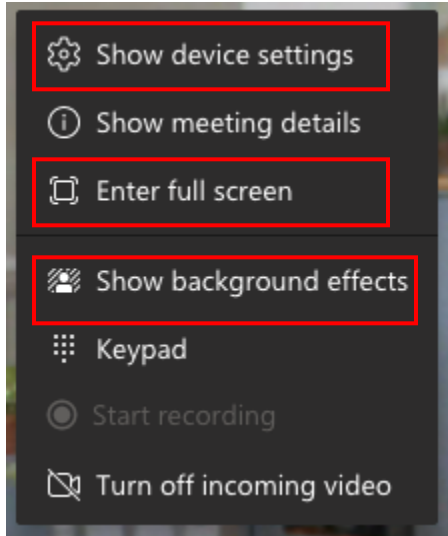 Show device settings
Show meeting details
Enter full screen
Show background effects
Keypad
Start recording
Turn off incoming video